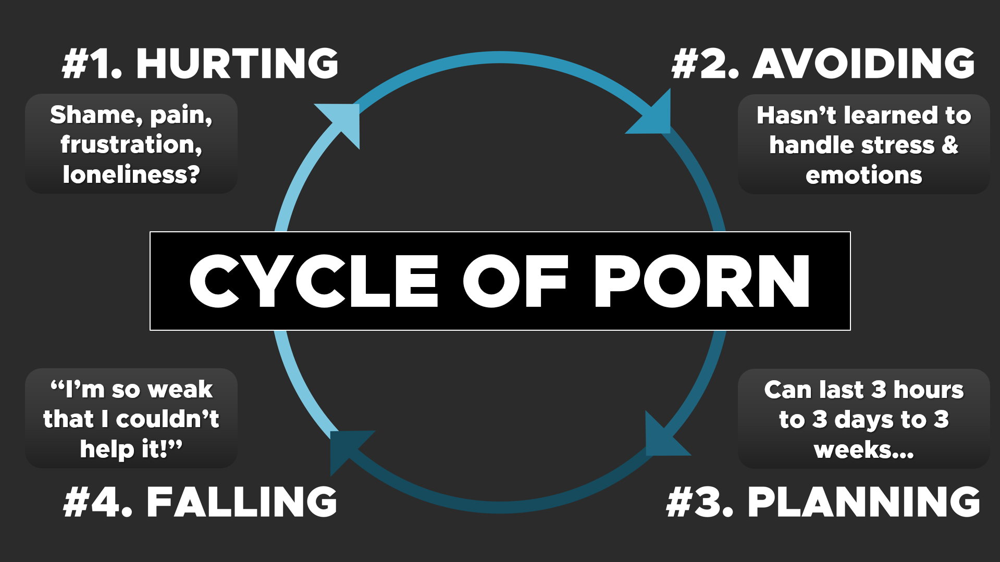 #1. HURTING
Shame, pain,
frustration,
loneliness?
#2. AVOIDING
Hasn’t learned to
handle stress &
emotions
CYCLE OF PORN
Can last 3 hours
to 3 days to 3
weeks...
#3. PLANNING
“I’m so weak
that I couldn’t
help it!”
#4. FALLING